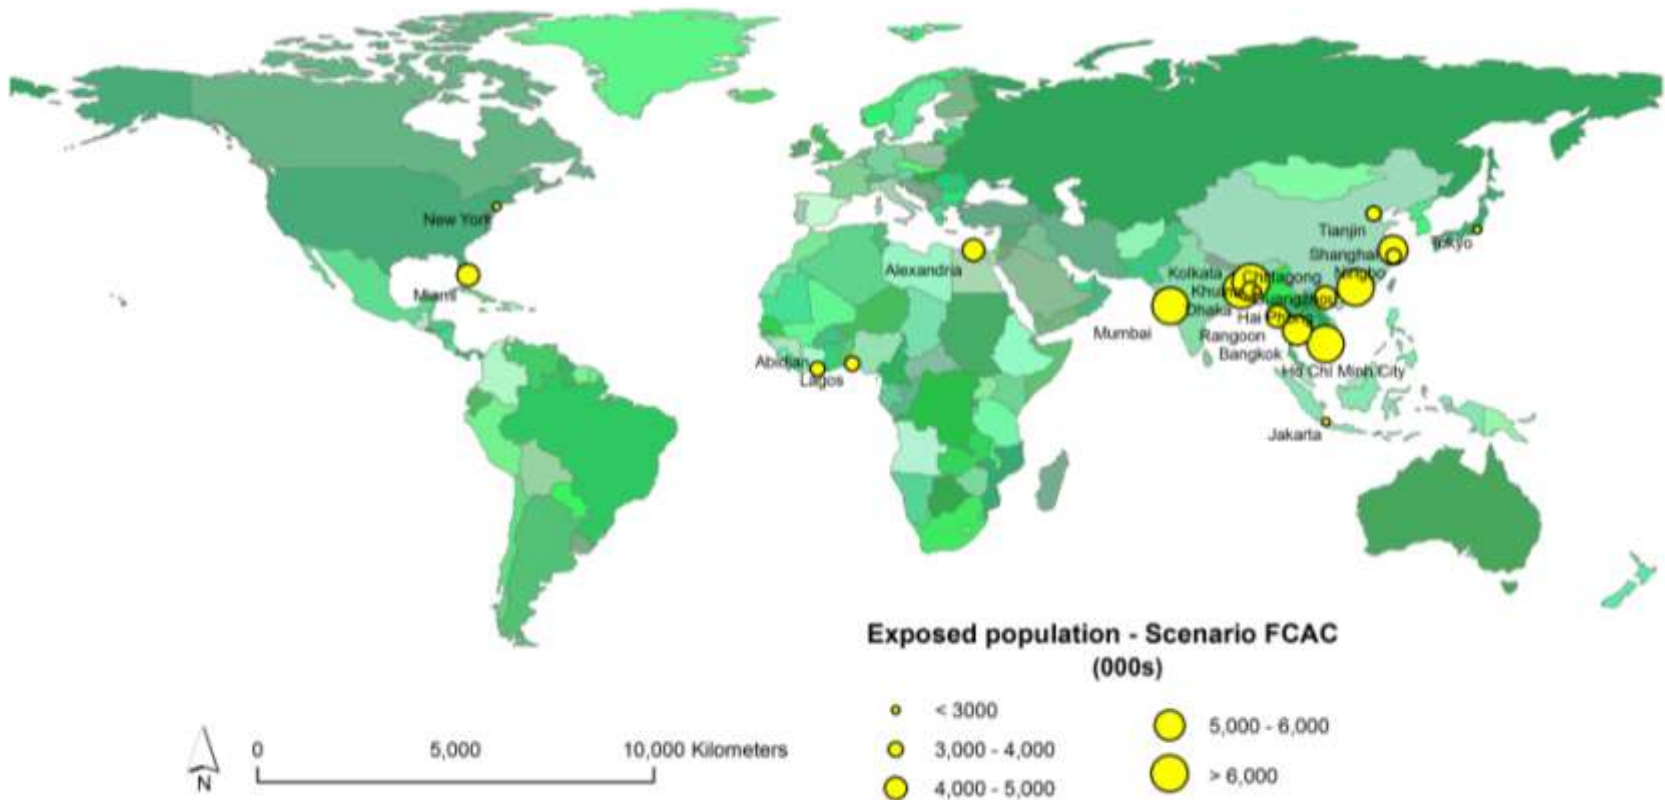 New York
Miami
Alexandria
Abidjan
Lagos
Tianjin
Tokyo
Shanghai
Ningbo
Kolkata
Chittagong
Khulna
Guangzhou
Dhaka
Hai Phong
Mumbai
Rangoon
Bangkok
Ho Chi Minh City
Jakarta
Exposed population - Scenario FCAC
(000s)
< 3000
3,000 - 4,000
4,000 - 5,000
5,000 - 6,000
> 6,000
N
0 5,000 10,000 Kilometers